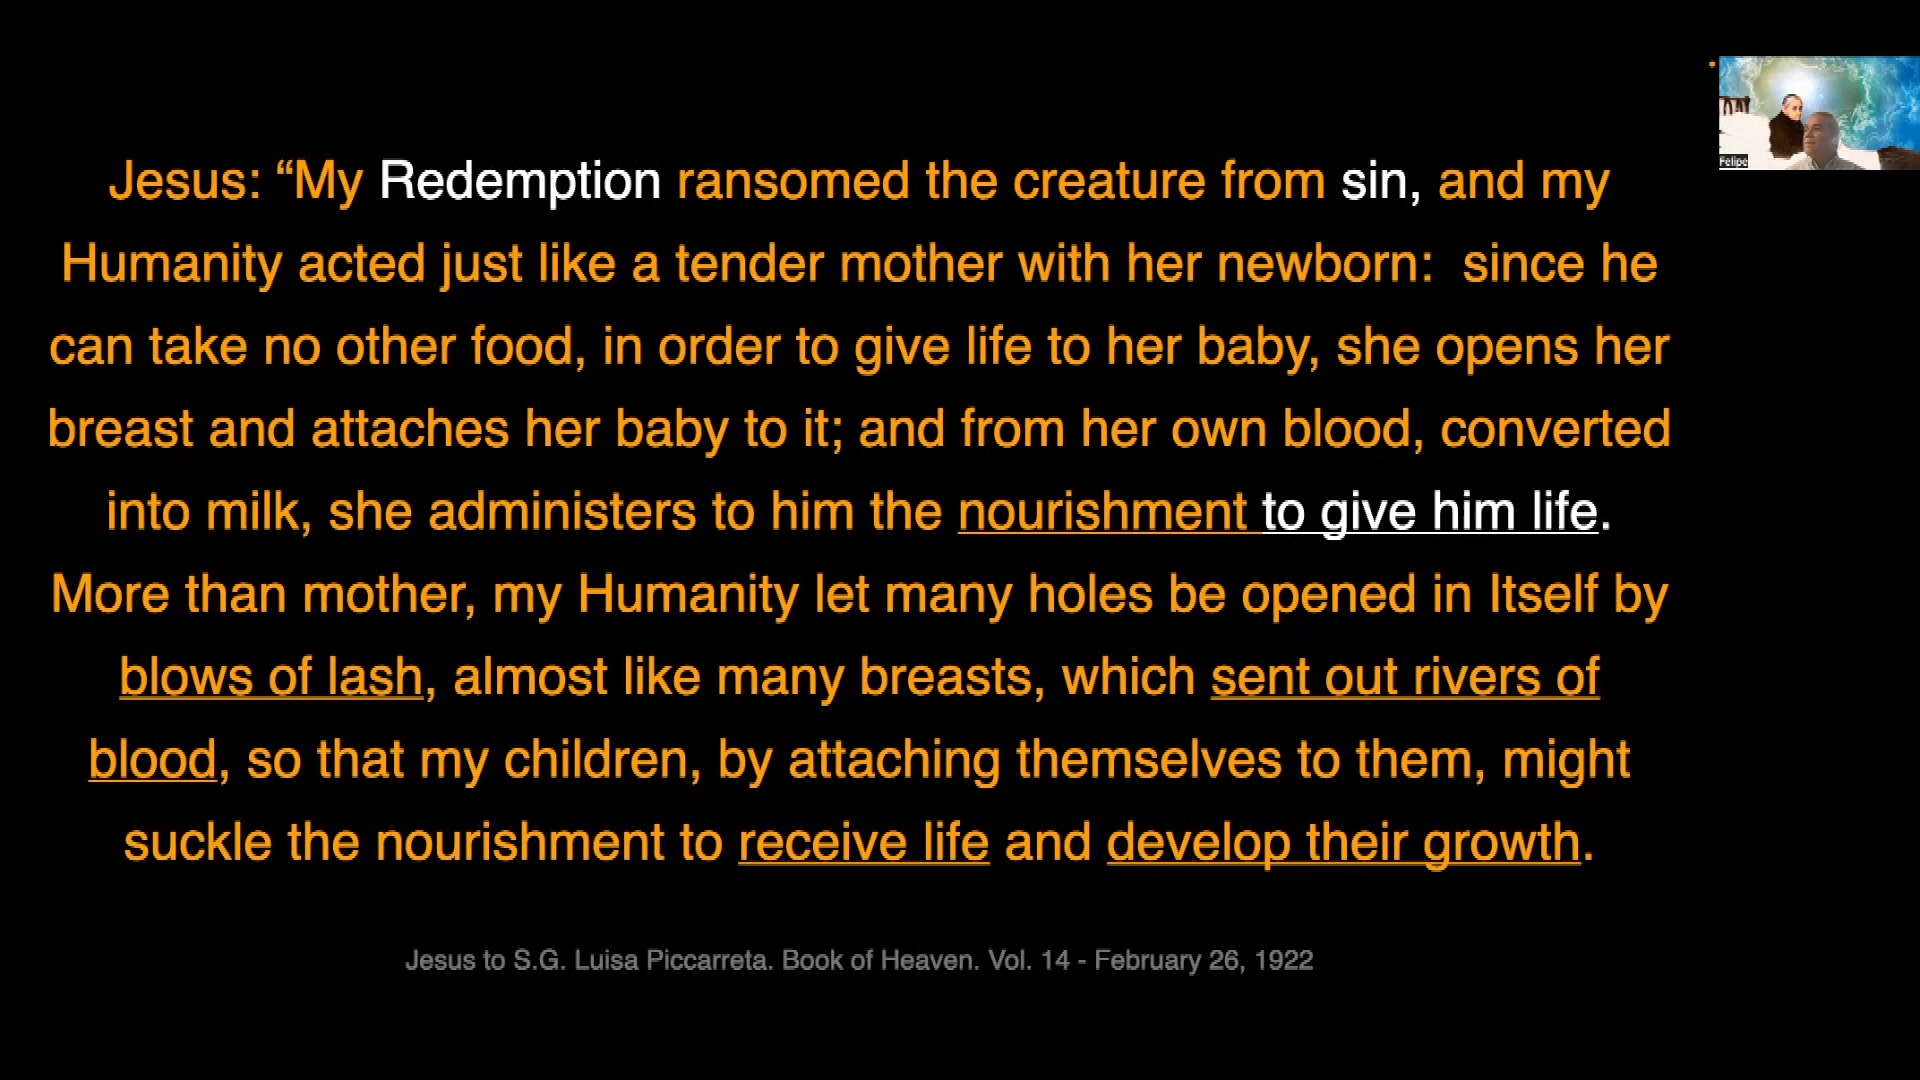 Jesus: “My Redemption ransomed the creature from sin, and my
Humanity acted just like a tender mother with her newborn:  since he
can take no other food, in order to give life to her baby, she opens her
breast and attaches her baby to it; and from her own blood, converted
into milk, she administers to him the nourishment to give him life.
More than mother, my Humanity let many holes be opened in Itself by
blows of lash, almost like many breasts, which sent out rivers of
blood, so that my children, by attaching themselves to them, might
suckle the nourishment to receive life and develop their growth.
Jesus to S.G. Luisa Piccarreta. Book of Heaven. Vol. 14 - February 26, 1922
Felipe